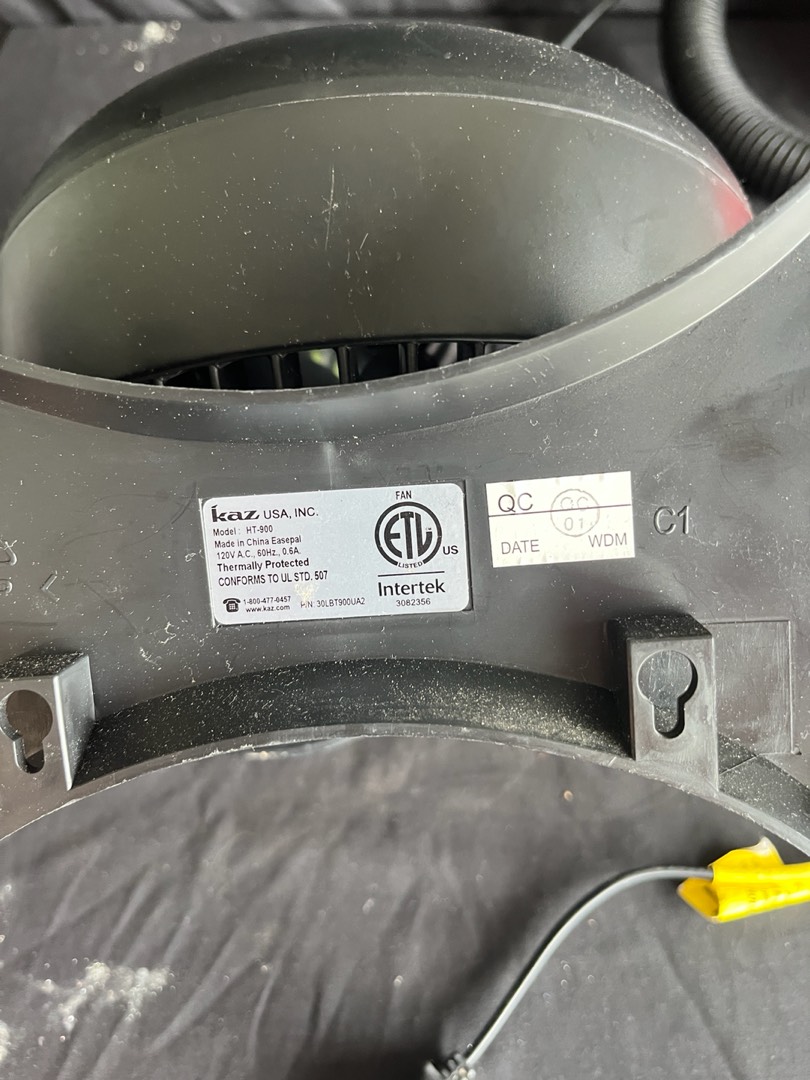 kaz USA, INC.
Model: HT-900
Made in China Easepal
120V A.C., 60Hz., 0.6A.
Thermally Protected
CONFORMS TO UL STD. 507
1-800-477-0457
www.kaz.com P/N: 30LBT900UA2
FAN
ETL
US
LISTED
Intertek
3082356
QC
QC
01
DATE WDM
C1